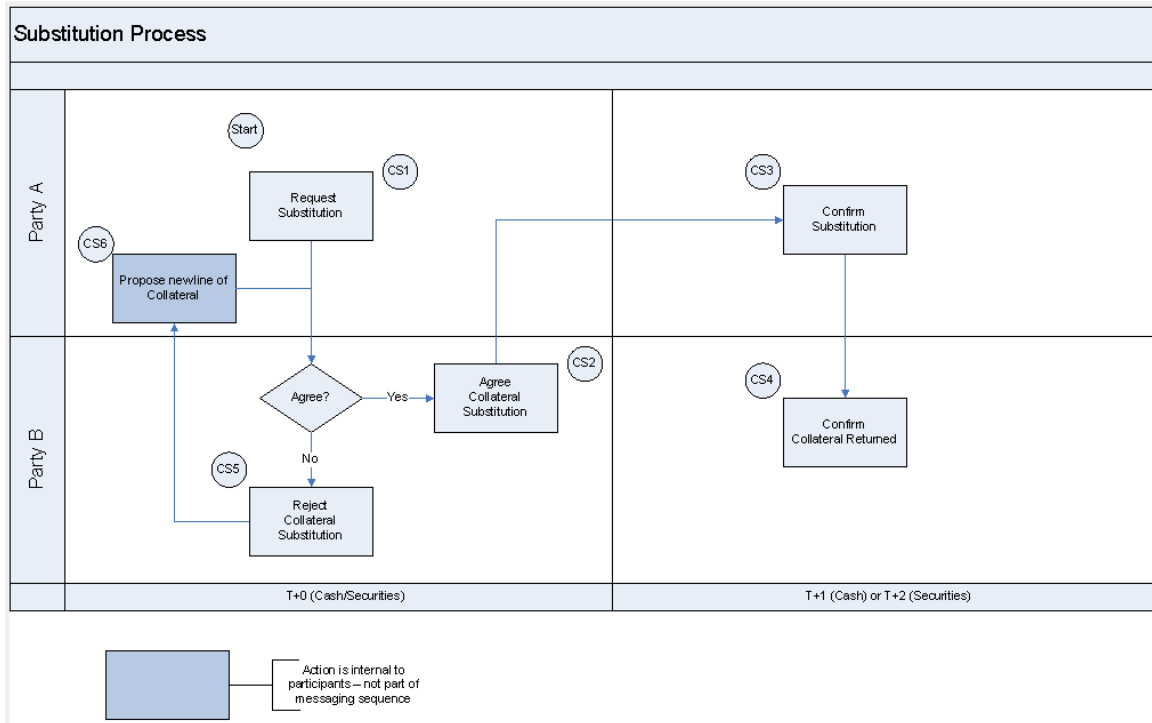 Substitution Process
Party A
Start
CS1
Request
Substitution
CS6
Propose newline of
Collateral
CS3
Confirm
Substitution
Party B
Agree?
Yes
CS2
Agree
Collateral
Substitution
No
CS5
Reject
Collateral
Substitution
CS4
Confirm
Collateral Returned
T+0 (Cash/Securities)
T+1 (Cash) or T+2 (Securities)
Action is internal to
participants – not part of
messaging sequence